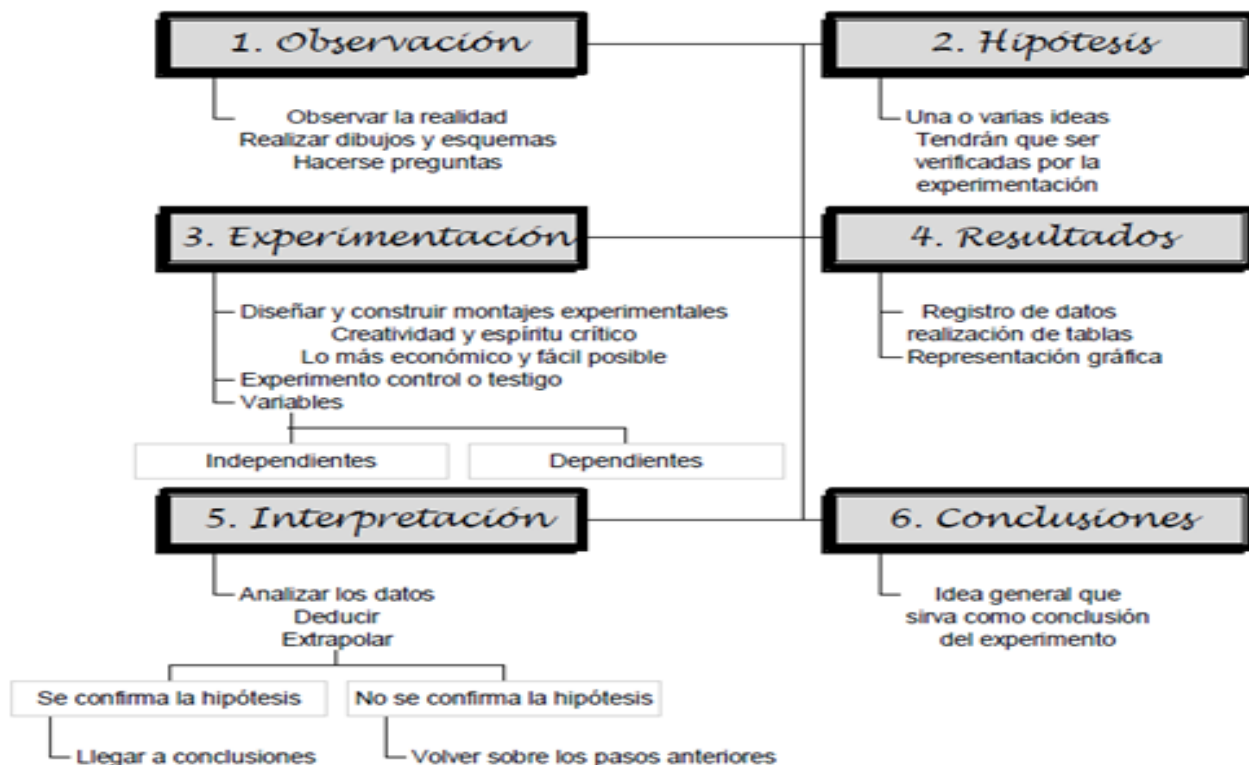 1. Observación
Observar la realidad
Realizar dibujos y esquemas
Hacerse preguntas
2. Hipótesis
Una o varias ideas
Tendrán que ser
verificadas por la
experimentación
3. Experimentación
Diseñar y construir montajes experimentales
Creatividad y espíritu crítico
Lo más económico y fácil posible
Experimento control o testigo
Variables
Independientes
Dependientes
4. Resultados
Registro de datos
realización de tablas
Representación gráfica
5. Interpretación
Analizar los datos
Deducir
Extrapolar
Se confirma la hipótesis
Llegar a conclusiones
No se confirma la hipótesis
Volver sobre los pasos anteriores
6. Conclusiones
Idea general que
sirva como conclusión
del experimento